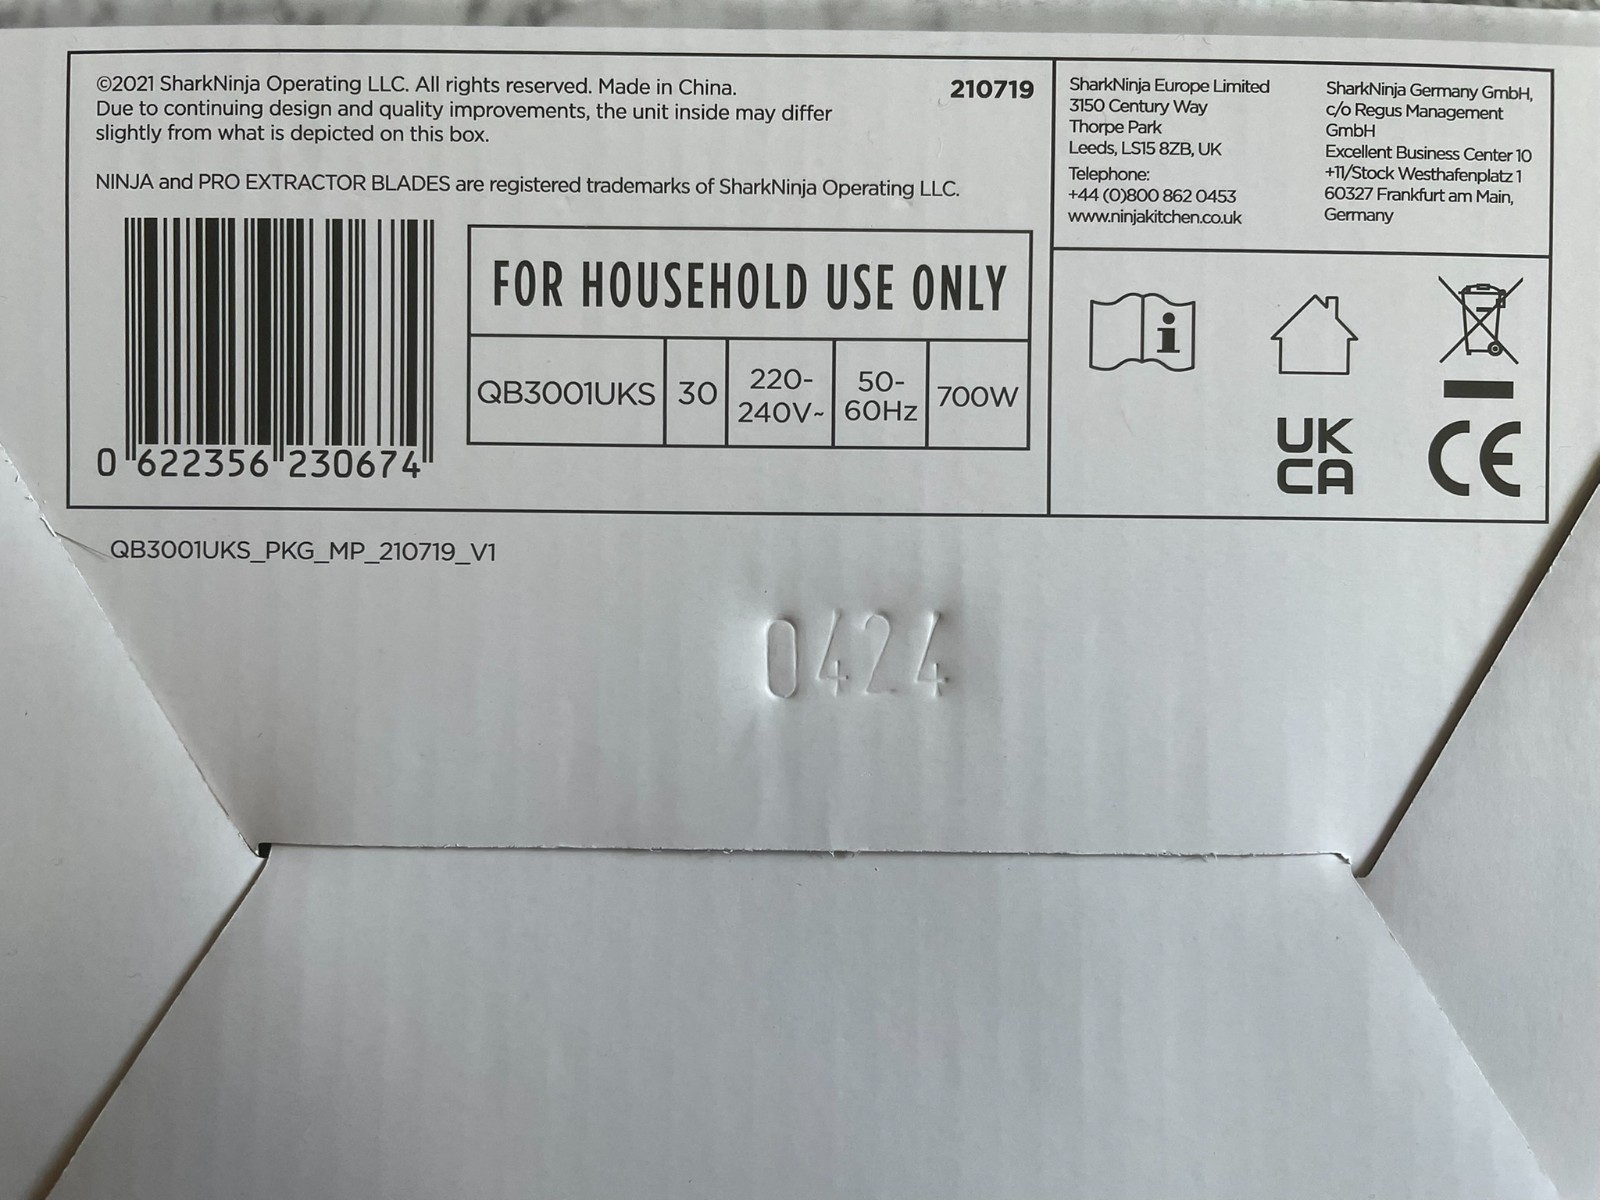 ©2021 SharkNinja Operating LLC. All rights reserved. Made in China.
Due to continuing design and quality improvements, the unit inside may differ
slightly from what is depicted on this box.
210719
NINJA and PRO EXTRACTOR BLADES are registered trademarks of SharkNinja Operating LLC.
0 622356 230674
FOR HOUSEHOLD USE ONLY
QB3001UKS
30
220-
240V~
50-
60Hz
700W
SharkNinja Europe Limited
3150 Century Way
Thorpe Park
Leeds, LS15 8ZB, UK
Telephone:
+44 (0)800 862 0453
www.ninjakitchen.co.uk
SharkNinja Germany GmbH,
c/o Regus Management
GmbH
Excellent Business Center 10
+11/Stock Westhafenplatz 1
60327 Frankfurt am Main,
Germany
i
UK
CA
CE
QB3001UKS_PKG_MP_210719_V1
0424